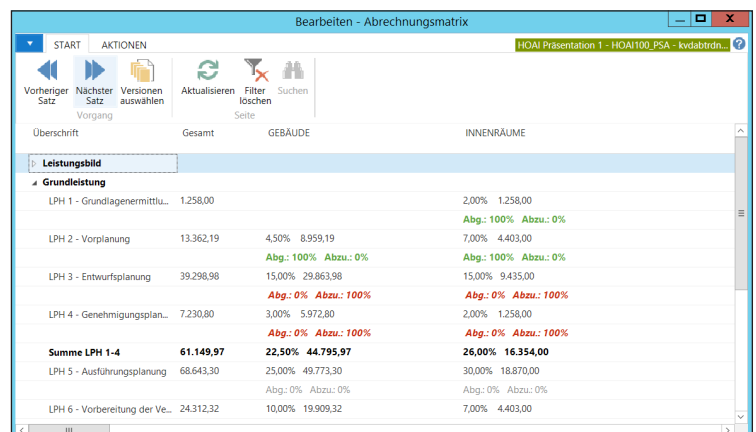 Bearbeiten - Abrechnungsmatrix
START AKTIONEN
HOAI Präsentation 1 - HOAI100_PSA - kvdabtrdn...
Vorheriger Satz Nächster Satz Versionen auswählen Aktualisieren Filter löschen Suchen
Vorgang Seite
Überschrift Gesamt GEBÄUDE INNENRÄUME
Leistungsbild
Grundleistung
LPH 1 - Grundlagenermittlu... 1.258,00 2,00% 1.258,00
Abg.: 100% Abzu.: 0%
LPH 2 - Vorplanung 13.362,19 4,50% 8.959,19 7,00% 4.403,00
Abg.: 100% Abzu.: 0% Abg.: 100% Abzu.: 0%
LPH 3 - Entwurfsplanung 39.298,98 15,00% 29.863,98 15,00% 9.435,00
Abg.: 0% Abzu.: 100% Abg.: 0% Abzu.: 100%
LPH 4 - Genehmigungsplan... 7.230,80 3,00% 5.972,80 2,00% 1.258,00
Abg.: 0% Abzu.: 100% Abg.: 0% Abzu.: 100%
Summe LPH 1-4 61.149,97 22,50% 44.795,97 26,00% 16.354,00
LPH 5 - Ausführungsplanung 68.643,30 25,00% 49.773,30 30,00% 18.870,00
Abg.: 0% Abzu.: 0% Abg.: 0% Abzu.: 0%
LPH 6 - Vorbereitung der Ve... 24.312,32 10,00% 19.909,32 7,00% 4.403,00